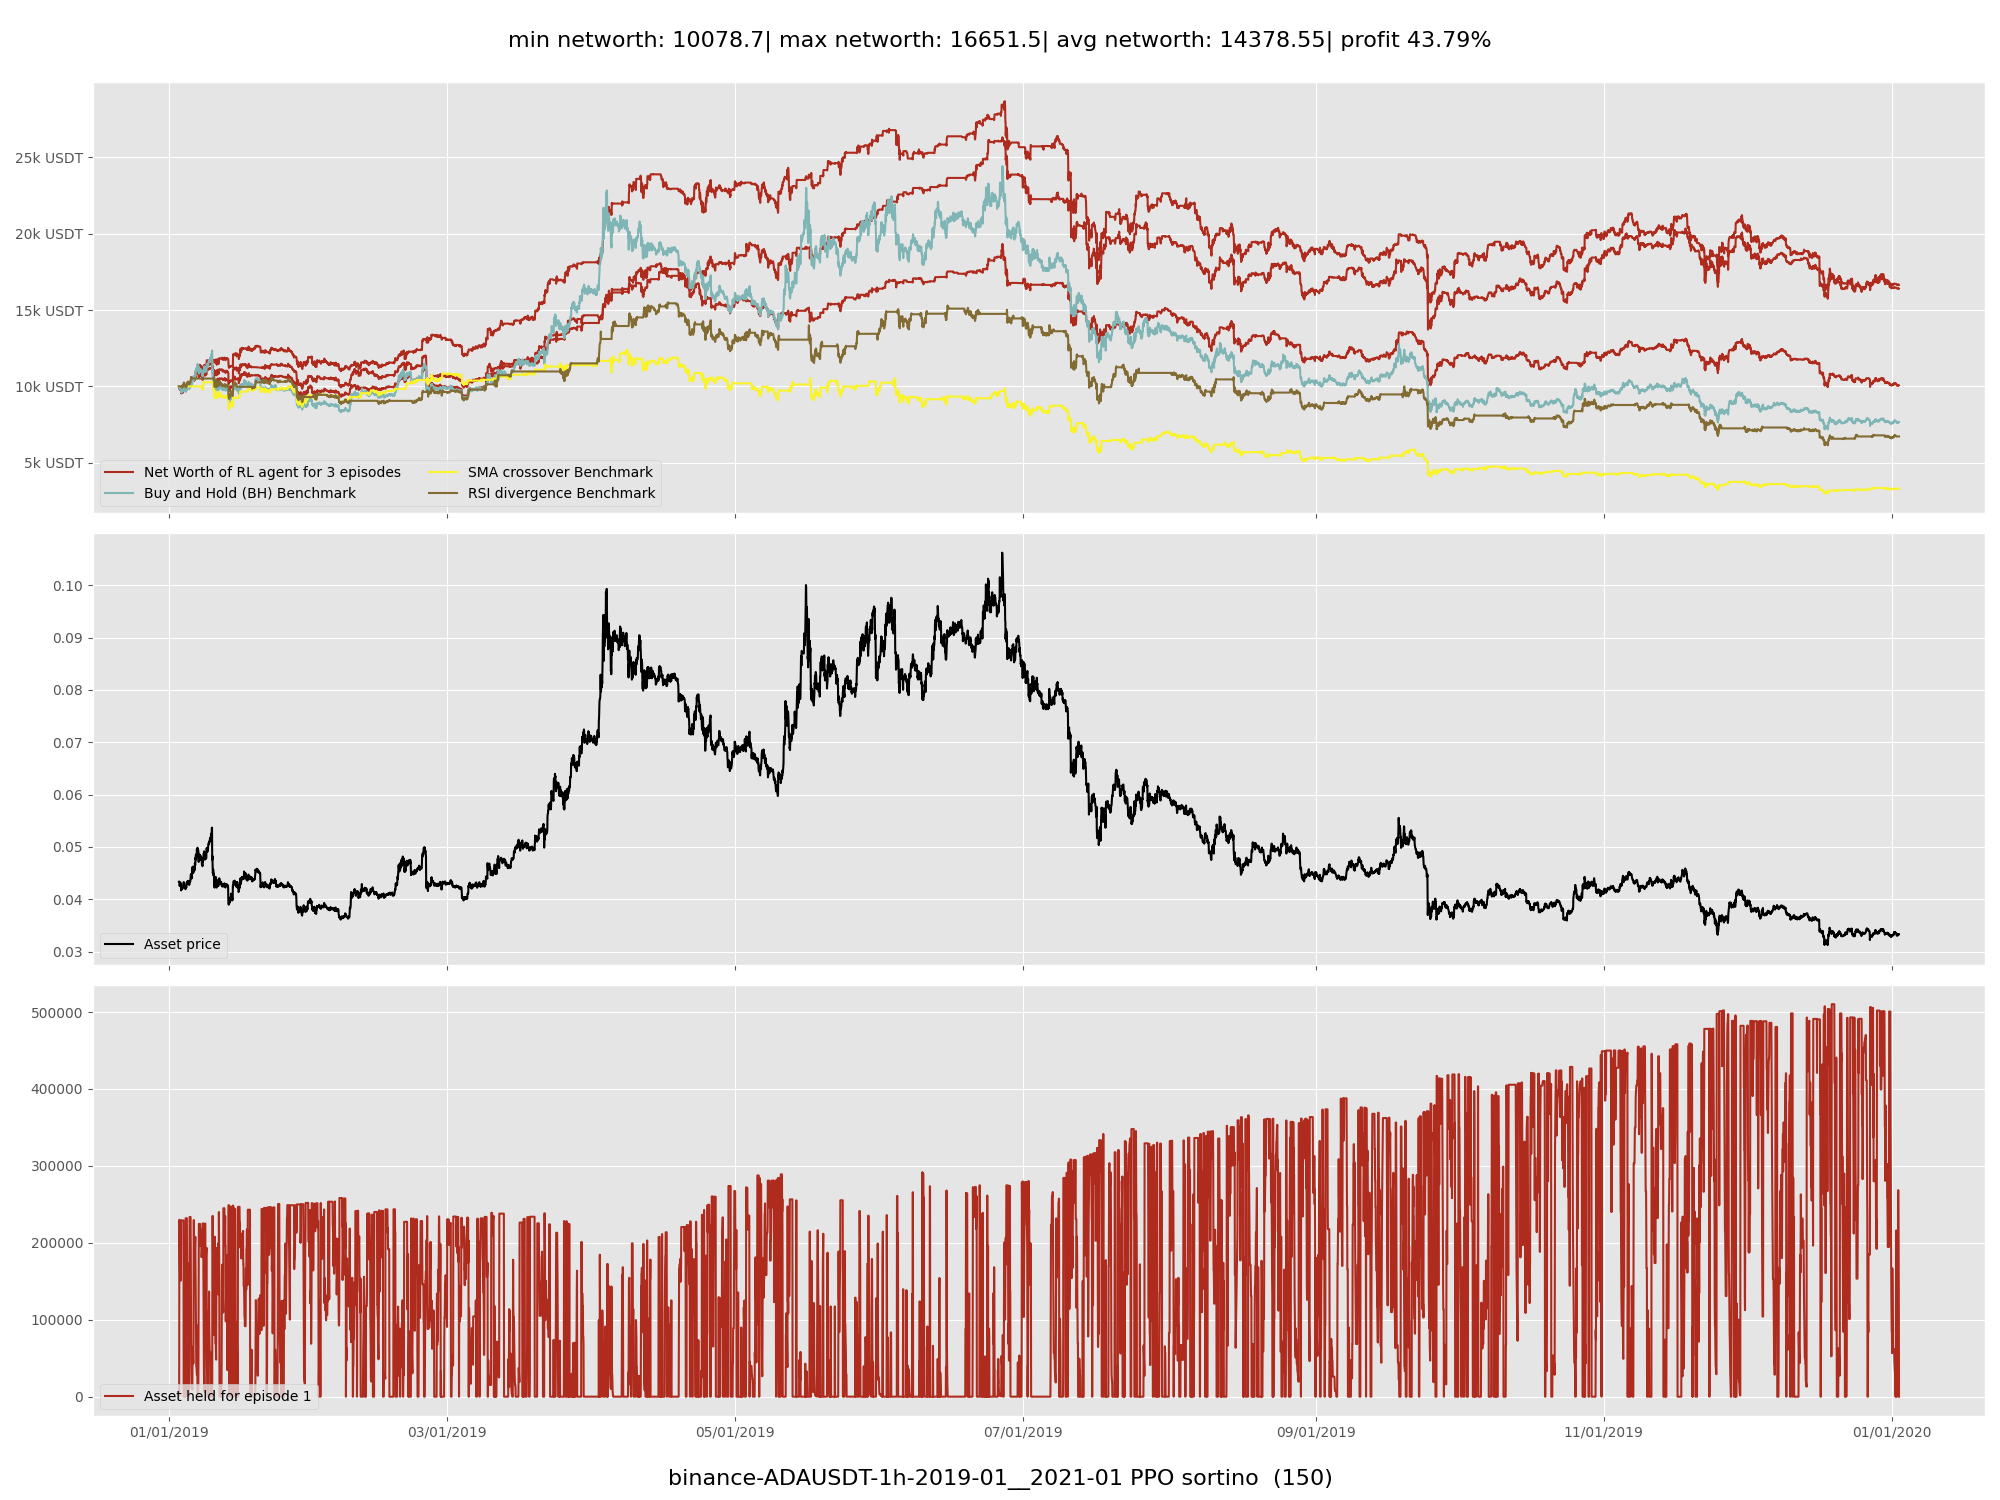 min networth: 10078.7| max networth: 16651.5| avg networth: 14378.55| profit 43.79%
25k USDT
20k USDT
15k USDT
10k USDT
5k USDT
Net Worth of RL agent for 3 episodes
Buy and Hold (BH) Benchmark
SMA crossover Benchmark
RSI divergence Benchmark
0.10
0.09
0.08
0.07
0.06
0.05
0.04
0.03
Asset price
500000
400000
300000
200000
100000
0
Asset held for episode 1
01/01/2019 03/01/2019 05/01/2019 07/01/2019 09/01/2019 11/01/2019 01/01/2020
binance-ADAUSDT-1h-2019-01__2021-01 PPO sortino (150)